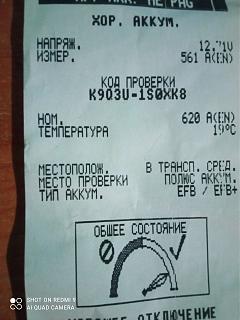 ХОР. АККУМ.
НАПРЯЖ. 12.71V
ИЗМЕР. 561 A(EN)
КОД ПРОВЕРКИ
K903U-1S0XK8
НОМ. 620 A(EN)
ТЕМПЕРАТУРА 19°C
МЕСТОПОЛОЖ. В ТРАНСП. СРЕД.
МЕСТО ПРОВЕРКИ ПОЛЮС АККУМ.
ТИП АККУМ. EFB / EFB+
ОБЩЕЕ СОСТОЯНИЕ
ОТКЛЮЧЕНИЕ
SHOT ON REDMI 9
AI QUAD CAMERA